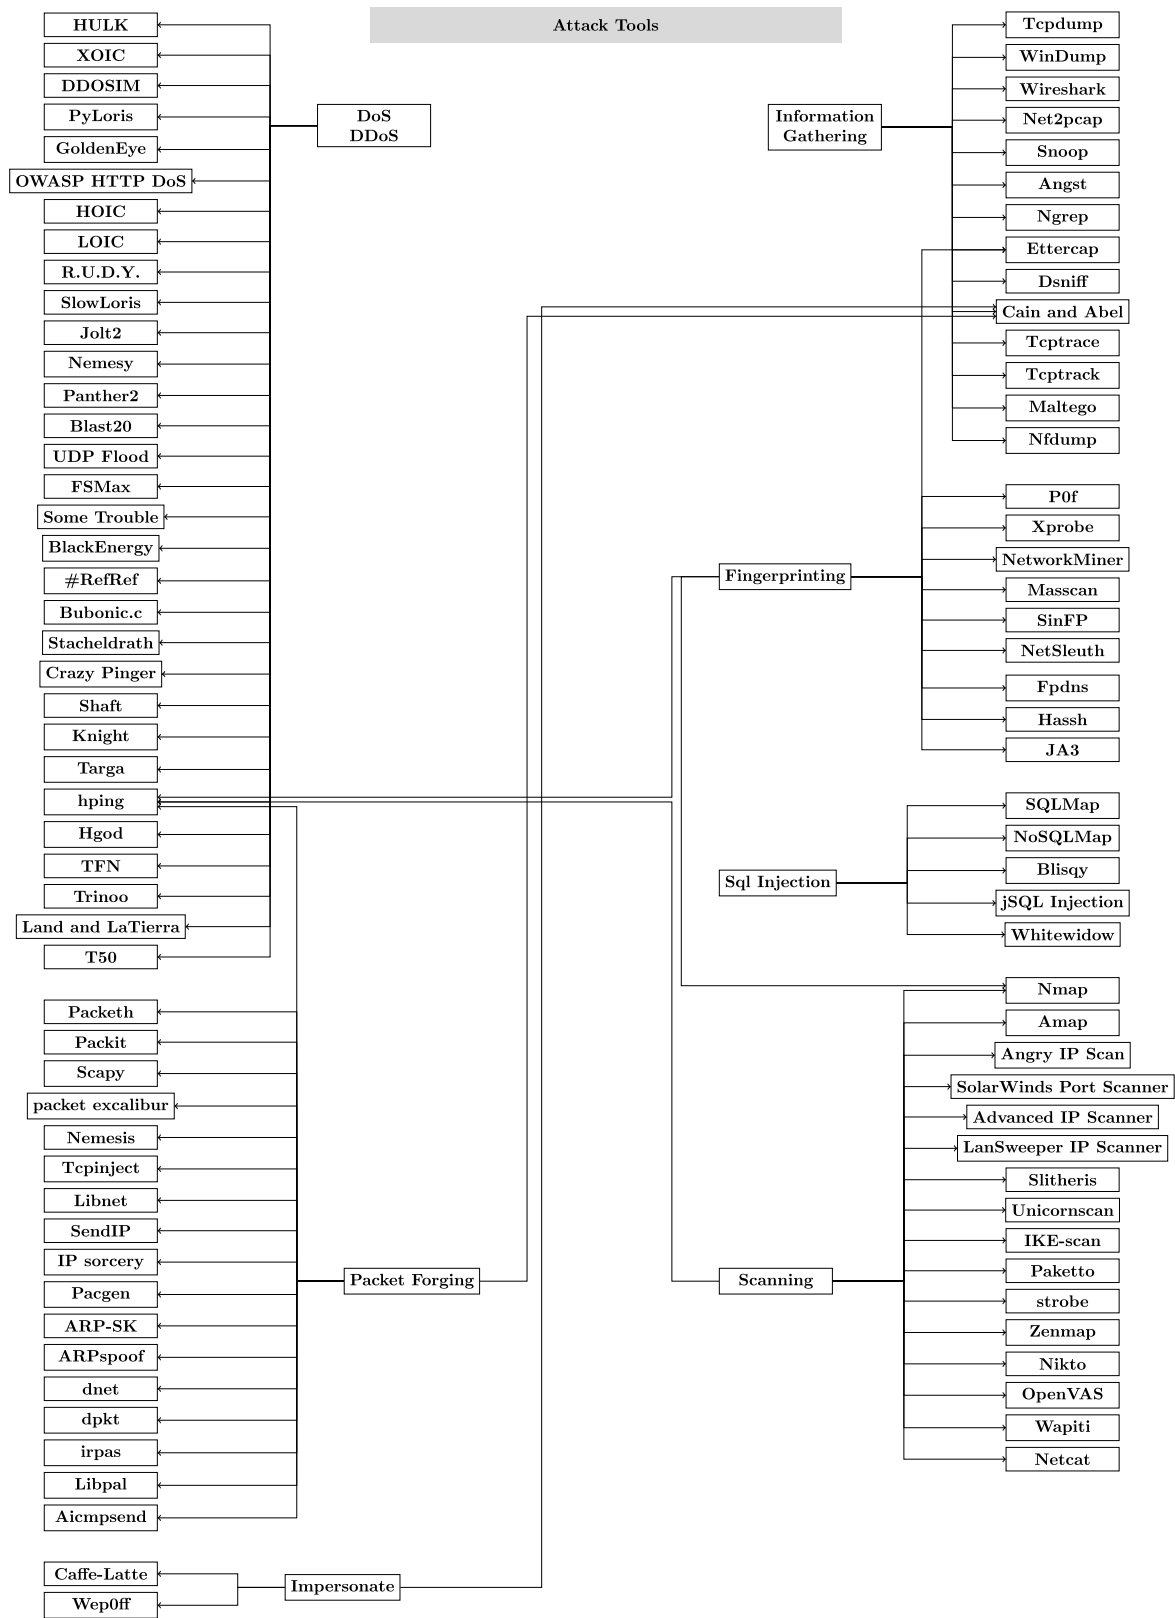 Attack Tools
DoS
DDoS
HULK
XOIC
DDOSIM
PyLoris
GoldenEye
OWASP HTTP DoS
HOIC
LOIC
R.U.D.Y.
SlowLoris
Jolt2
Nemesy
Panther2
Blast20
UDP Flood
FSMax
Some Trouble
BlackEnergy
#RefRef
Bubonic.c
Stacheldrath
Crazy Pinger
Shaft
Knight
Targa
hping
Hgod
TFN
Trinoo
Land and LaTierra
T50
Packet Forging
Packeth
Packit
Scapy
packet excalibur
Nemesis
Tcpinject
Libnet
SendIP
IP sorcery
Pacgen
ARP-SK
ARPspoof
dnet
dpkt
irpas
Libpal
Aicmpsend
Impersonate
Caffe-Latte
Wep0ff
Information
Gathering
Tcpdump
WinDump
Wireshark
Net2pcap
Snoop
Angst
Ngrep
Ettercap
Dsniff
Cain and Abel
Tcptrace
Tcptrack
Maltego
Nfdump
Fingerprinting
P0f
Xprobe
NetworkMiner
Masscan
SinFP
NetSleuth
Fpdns
Hassh
JA3
Sql Injection
SQLMap
NoSQLMap
Blisqy
jSQL Injection
Whitewidow
Scanning
Nmap
Amap
Angry IP Scan
SolarWinds Port Scanner
Advanced IP Scanner
LanSweeper IP Scanner
Slitheris
Unicornscan
IKE-scan
Paketto
strobe
Zenmap
Nikto
OpenVAS
Wapiti
Netcat